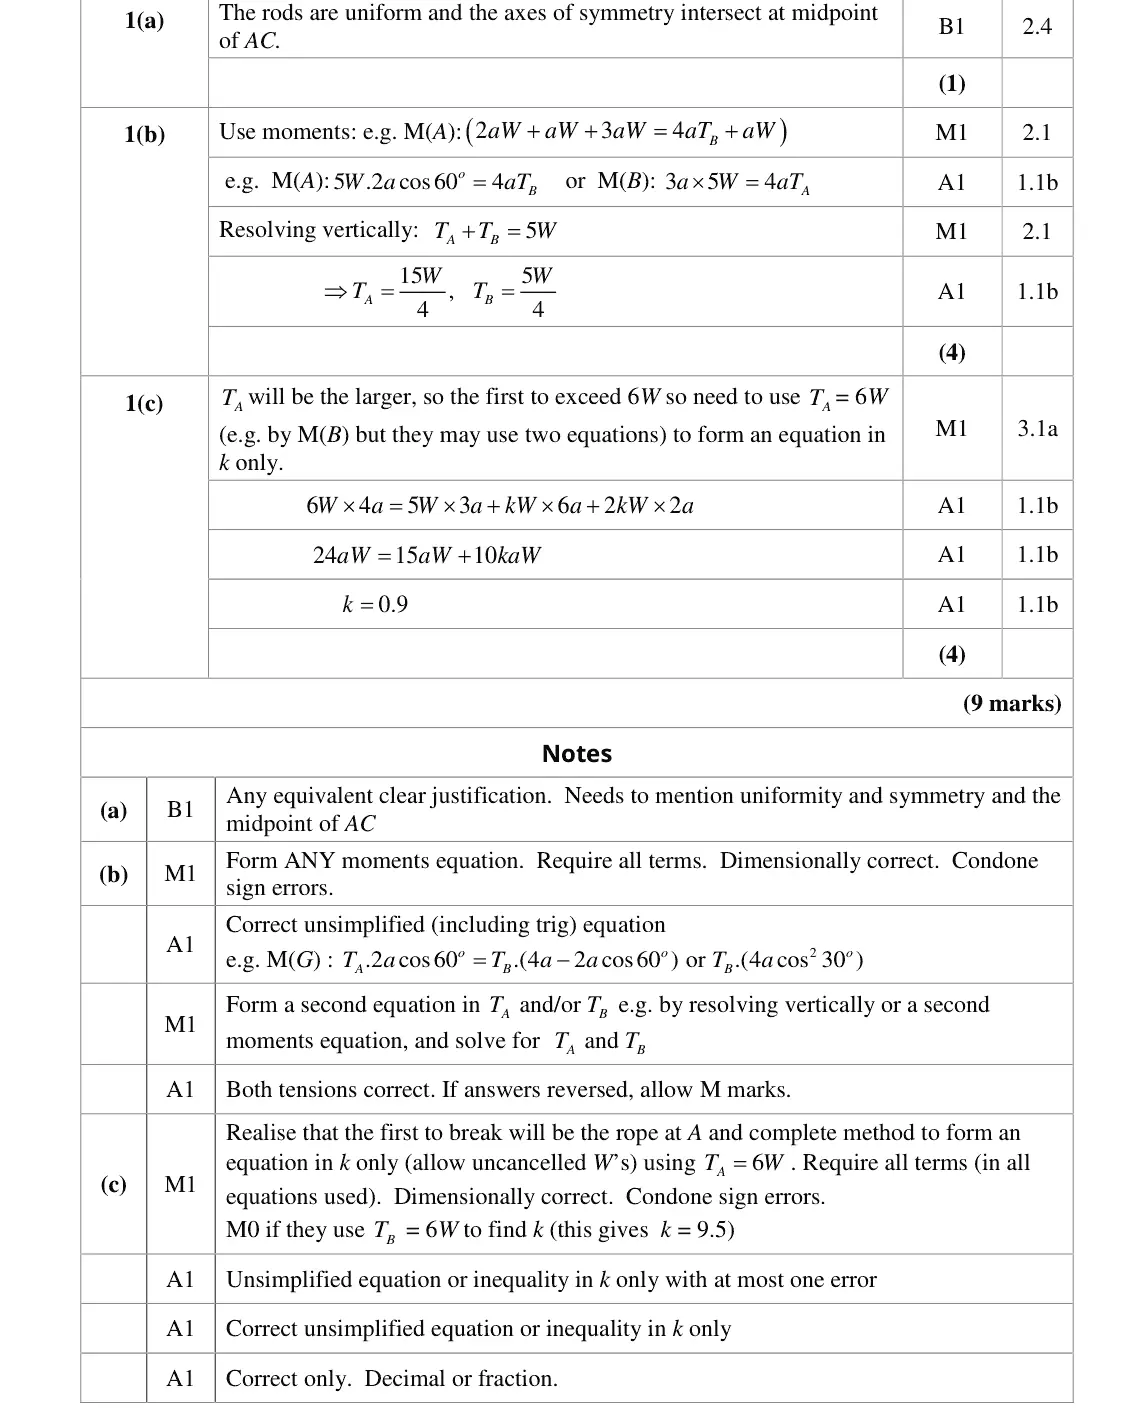 1(a) The rods are uniform and the axes of symmetry intersect at midpoint
of AC. B1 2.4
(1)
1(b) Use moments: e.g. M(A): (2aW + aW + 3aW = 4aT_B + aW) M1 2.1
e.g. M(A): 5W.2a cos 60° = 4aT_B or M(B): 3a × 5W = 4aT_A A1 1.1b
Resolving vertically: T_A + T_B = 5W M1 2.1
⇒ T_A = 15W/4, T_B = 5W/4 A1 1.1b
(4)
1(c) T_A will be the larger, so the first to exceed 6W so need to use T_A = 6W
(e.g. by M(B) but they may use two equations) to form an equation in M1 3.1a
k only.
6W × 4a = 5W × 3a + kW × 6a + 2kW × 2a A1 1.1b
24aW = 15aW + 10kaW A1 1.1b
k = 0.9 A1 1.1b
(4)
(9 marks)
Notes
(a) B1 Any equivalent clear justification. Needs to mention uniformity and symmetry and the
midpoint of AC
(b) M1 Form ANY moments equation. Require all terms. Dimensionally correct. Condone
sign errors.
A1 Correct unsimplified (including trig) equation
e.g. M(G) : T_A.2a cos 60° = T_B.(4a − 2a cos 60°) or T_B.(4a cos² 30°)
M1 Form a second equation in T_A and/or T_B e.g. by resolving vertically or a second
moments equation, and solve for T_A and T_B
A1 Both tensions correct. If answers reversed, allow M marks.
(c) M1 Realise that the first to break will be the rope at A and complete method to form an
equation in k only (allow uncancelled W's) using T_A = 6W . Require all terms (in all
equations used). Dimensionally correct. Condone sign errors.
M0 if they use T_B = 6W to find k (this gives k = 9.5)
A1 Unsimplified equation or inequality in k only with at most one error
A1 Correct unsimplified equation or inequality in k only
A1 Correct only. Decimal or fraction.